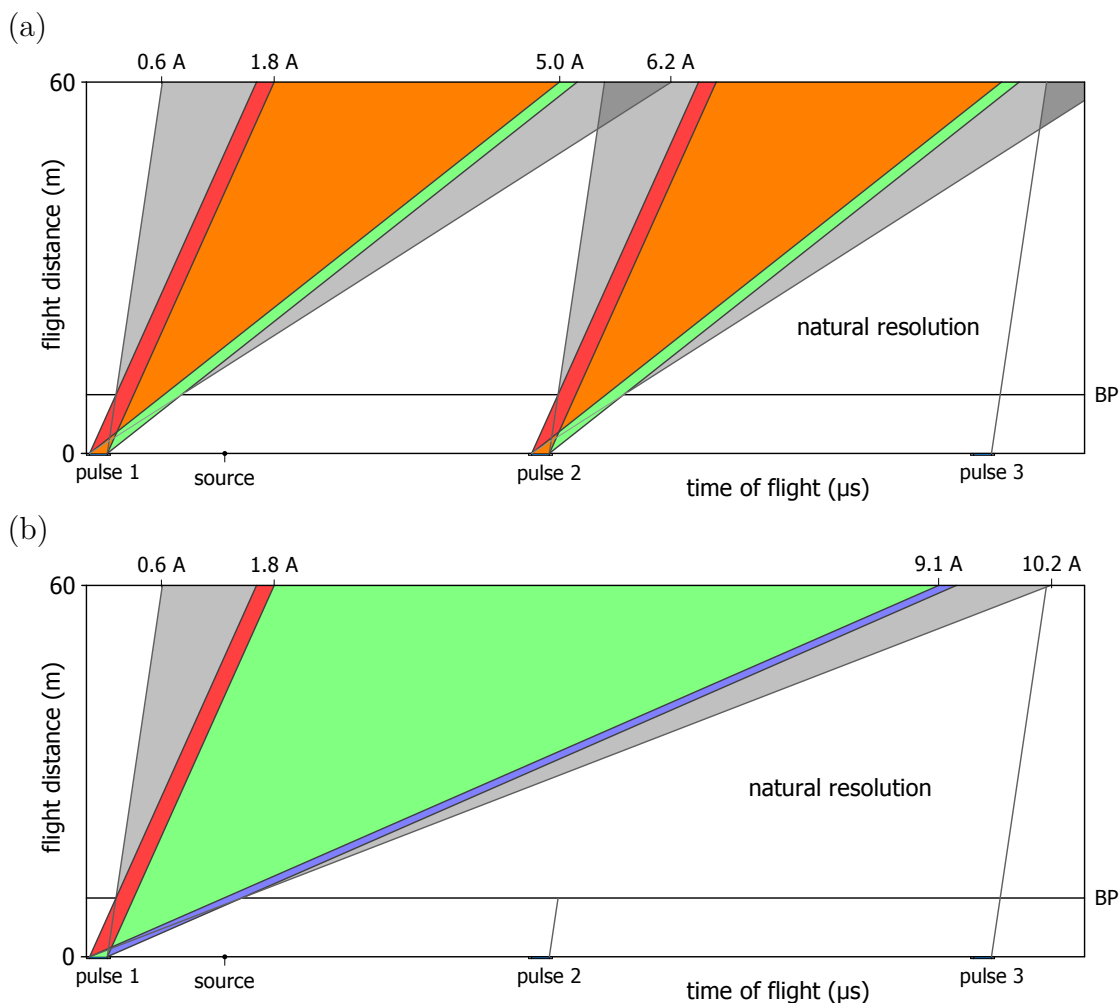 (a)
0.6 A 1.8 A 5.0 A 6.2 A
60
flight distance (m)
natural resolution
BP
0
pulse 1 source pulse 2 pulse 3
time of flight (µs)
(b)
0.6 A 1.8 A 9.1 A 10.2 A
60
flight distance (m)
natural resolution
BP
0
pulse 1 source pulse 2 pulse 3
time of flight (µs)